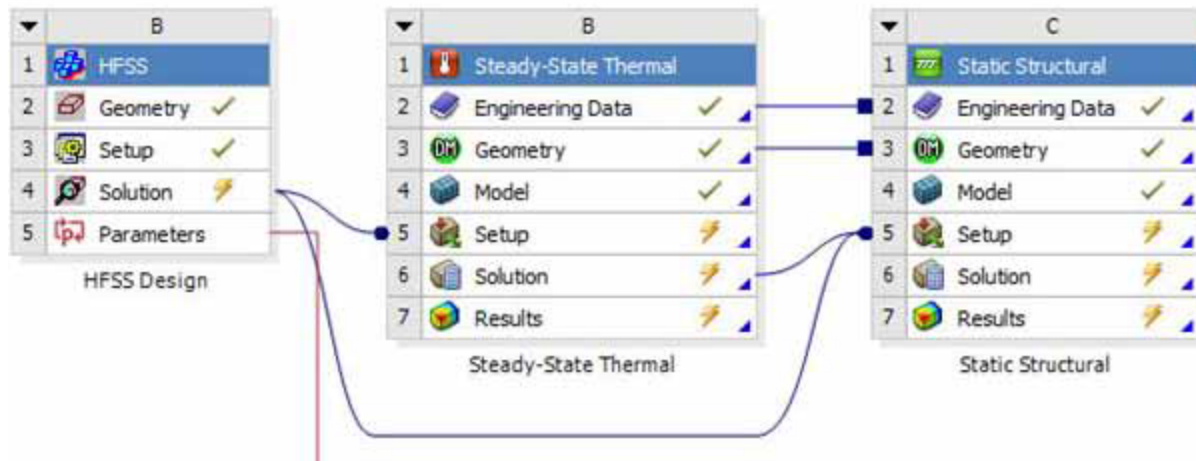 B
1 HFSS
2 Geometry
3 Setup
4 Solution
5 Parameters
HFSS Design
B
1 Steady-State Thermal
2 Engineering Data
3 Geometry
4 Model
5 Setup
6 Solution
7 Results
Steady-State Thermal
C
1 Static Structural
2 Engineering Data
3 Geometry
4 Model
5 Setup
6 Solution
7 Results
Static Structural